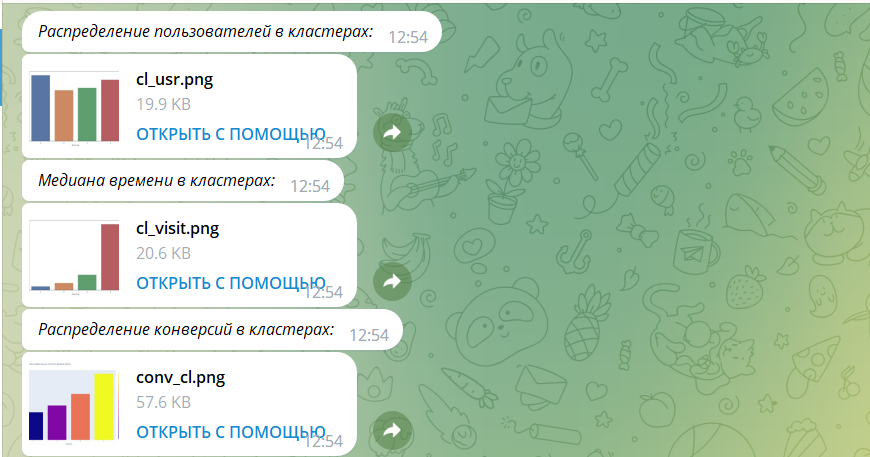 Распределение пользователей в кластерах: 12:54
cl_usr.png
19.9 KB
ОТКРЫТЬ С ПОМОЩЬЮ
12:54
Медиана времени в кластерах: 12:54
cl_visit.png
20.6 KB
ОТКРЫТЬ С ПОМОЩЬЮ
12:54
Распределение конверсий в кластерах: 12:54
conv_cl.png
57.6 KB
ОТКРЫТЬ С ПОМОЩЬЮ
12:54